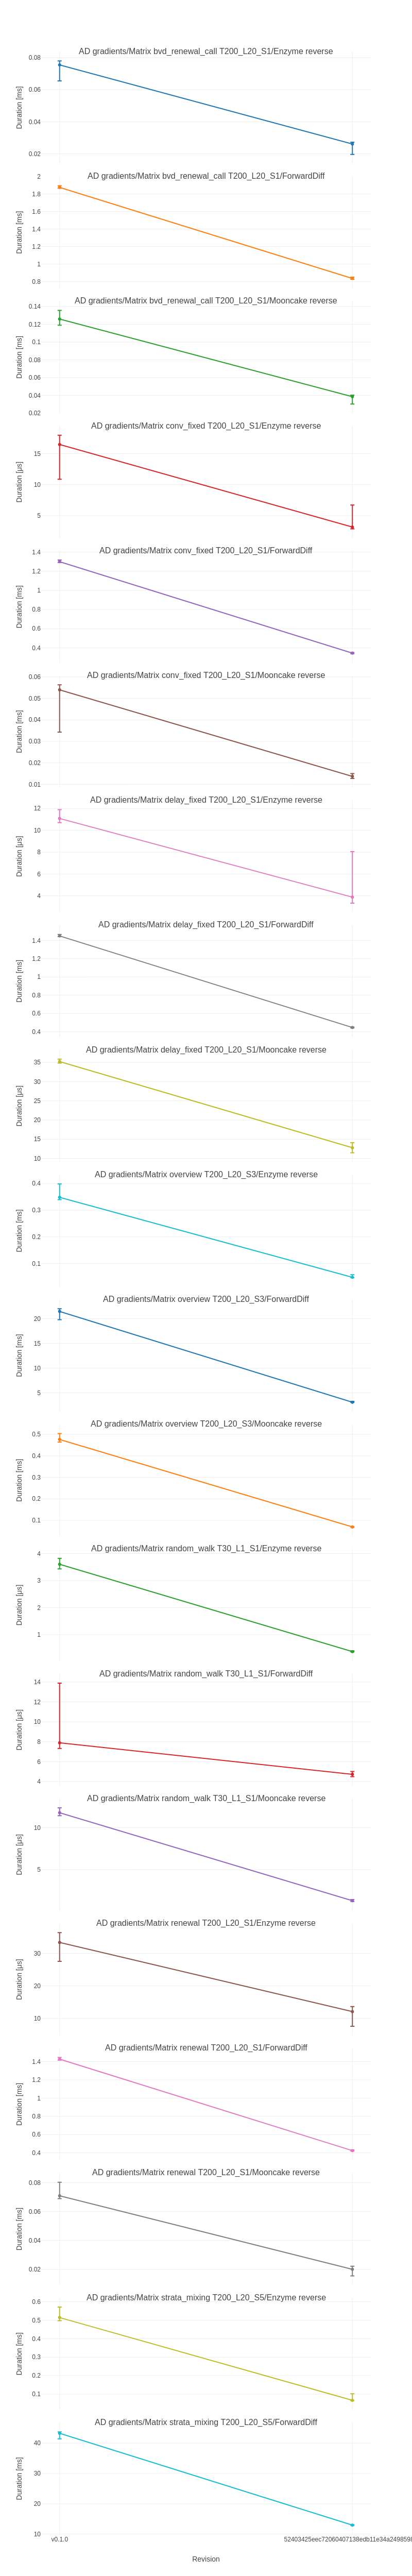 AD gradients/Matrix bvd_renewal_call T200_L20_S1/Enzyme reverse
Duration [ms]
0.08
0.06
0.04
0.02
AD gradients/Matrix bvd_renewal_call T200_L20_S1/ForwardDiff
Duration [ms]
2
1.8
1.6
1.4
1.2
1
0.8
AD gradients/Matrix bvd_renewal_call T200_L20_S1/Mooncake reverse
Duration [ms]
0.14
0.12
0.1
0.08
0.06
0.04
0.02
AD gradients/Matrix conv_fixed T200_L20_S1/Enzyme reverse
Duration [µs]
15
10
5
AD gradients/Matrix conv_fixed T200_L20_S1/ForwardDiff
Duration [ms]
1.4
1.2
1
0.8
0.6
0.4
AD gradients/Matrix conv_fixed T200_L20_S1/Mooncake reverse
Duration [ms]
0.06
0.05
0.04
0.03
0.02
0.01
AD gradients/Matrix delay_fixed T200_L20_S1/Enzyme reverse
Duration [µs]
12
10
8
6
4
AD gradients/Matrix delay_fixed T200_L20_S1/ForwardDiff
Duration [ms]
1.4
1.2
1
0.8
0.6
0.4
AD gradients/Matrix delay_fixed T200_L20_S1/Mooncake reverse
Duration [µs]
35
30
25
20
15
10
AD gradients/Matrix overview T200_L20_S3/Enzyme reverse
Duration [ms]
0.4
0.3
0.2
0.1
AD gradients/Matrix overview T200_L20_S3/ForwardDiff
Duration [ms]
20
15
10
5
AD gradients/Matrix overview T200_L20_S3/Mooncake reverse
Duration [ms]
0.5
0.4
0.3
0.2
0.1
AD gradients/Matrix random_walk T30_L1_S1/Enzyme reverse
Duration [µs]
4
3
2
1
AD gradients/Matrix random_walk T30_L1_S1/ForwardDiff
Duration [µs]
14
12
10
8
6
4
AD gradients/Matrix random_walk T30_L1_S1/Mooncake reverse
Duration [µs]
10
5
AD gradients/Matrix renewal T200_L20_S1/Enzyme reverse
Duration [µs]
30
20
10
AD gradients/Matrix renewal T200_L20_S1/ForwardDiff
Duration [ms]
1.4
1.2
1
0.8
0.6
0.4
AD gradients/Matrix renewal T200_L20_S1/Mooncake reverse
Duration [ms]
0.08
0.06
0.04
0.02
AD gradients/Matrix strata_mixing T200_L20_S5/Enzyme reverse
Duration [ms]
0.6
0.5
0.4
0.3
0.2
0.1
AD gradients/Matrix strata_mixing T200_L20_S5/ForwardDiff
Duration [ms]
40
30
20
10
v0.1.0
Revision